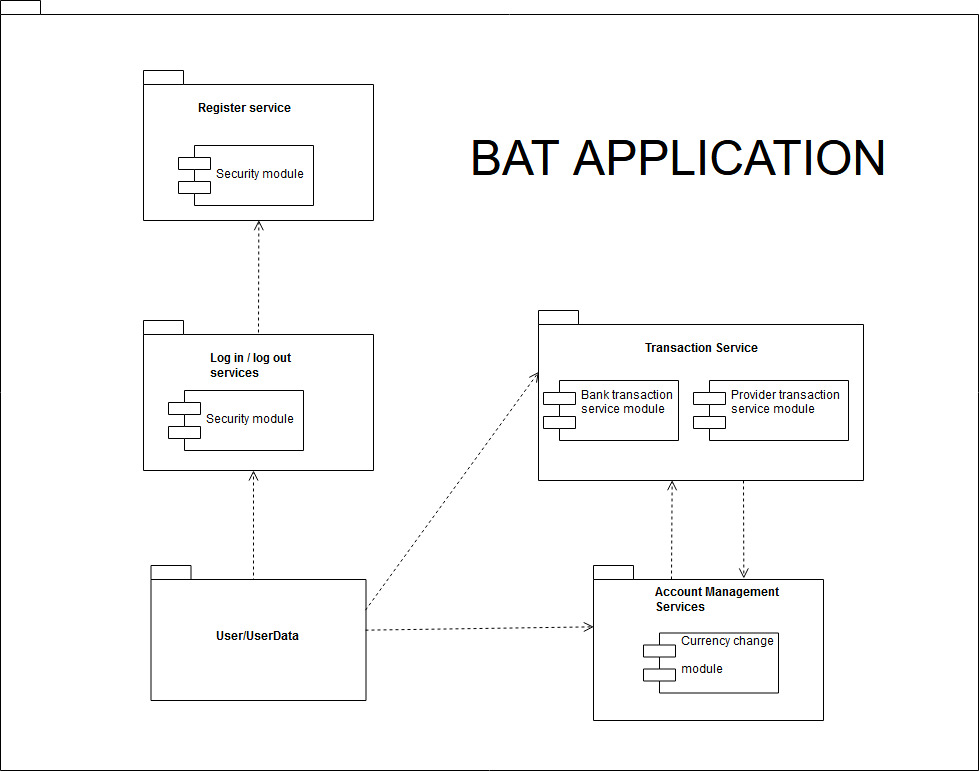 Register service
Security module
BAT APPLICATION
Log in / log out
services
Security module
Transaction Service
Bank transaction
service module
Provider transaction
service module
User/UserData
Account Management
Services
Currency change
module